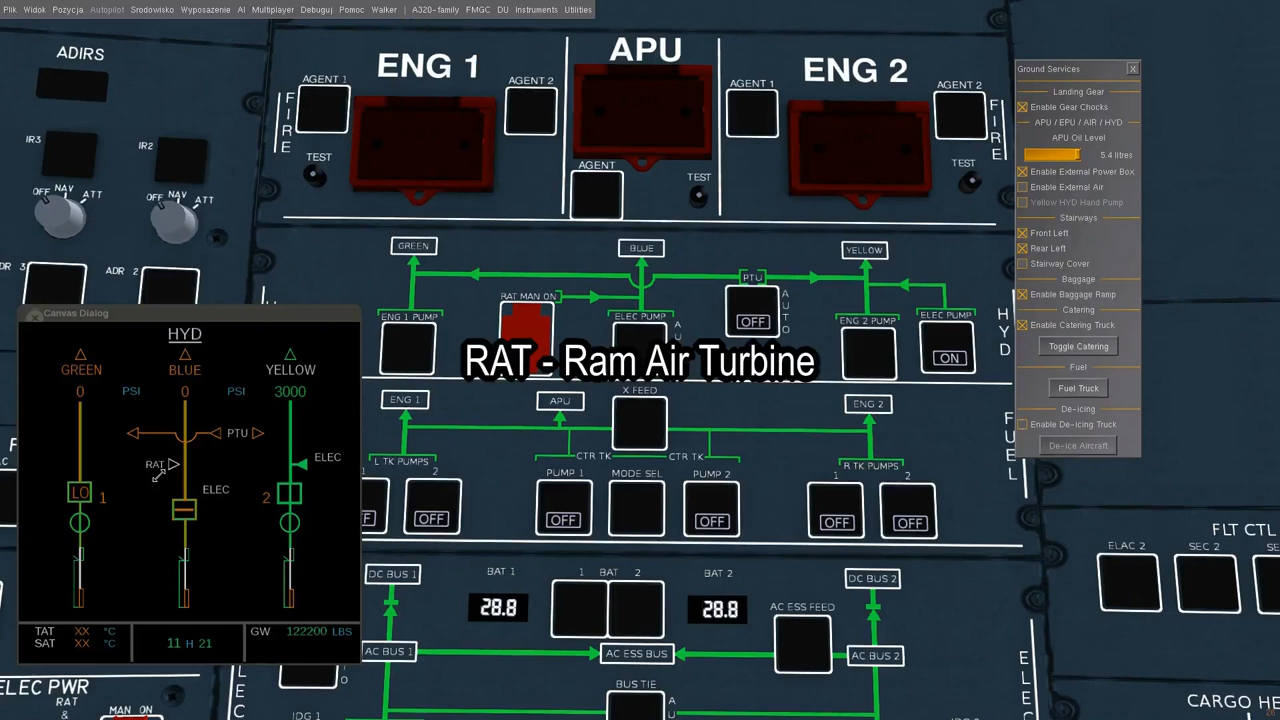 Plik Widok Pozycja Autopilot Środowisko Wyposażenie AI Multiplayer Debuguj Pomoc Walker | A320-family FMGC DU Instruments Utilities
ADIRS
ENG 1
APU
ENG 2
AGENT 1
AGENT 2
AGENT 1
AGENT 2
FIRE
FIRE
TEST
AGENT
TEST
TEST
IR3
IR2
OFF NAV ATT
OFF NAV ATT
ADR 2
GREEN
BLUE
YELLOW
RAT MAN ON
PTU
AUTO
OFF
ENG 1 PUMP
ELEC PUMP
ENG 2 PUMP
ELEC PUMP
ON
HYD
RAT - Ram Air Turbine
X FEED
ENG 1
APU
ENG 2
FUEL
L TK PUMPS
CTR TK
CTR TK
R TK PUMPS
2
PUMP 1
MODE SEL
PUMP 2
1
2
OFF
OFF
OFF
OFF
OFF
DC BUS 1
BAT 1
1
BAT
2
BAT 2
DC BUS 2
28.8
28.8
AC ESS FEED
AC BUS 1
AC ESS BUS
AC BUS 2
BUS TIE
IDG 1
ELEC
ELEC
ELEC PWR
RAT
&
MAN ON
FLT CTL
ELAC 2
SEC 2
Canvas Dialog
HYD
GREEN
BLUE
YELLOW
0
PSI
0
PSI
3000
PTU
RAT
ELEC
ELEC
LO
1
2
TAT XX °C
SAT XX °C
11 H 21
GW 122200 LBS
Ground Services
X
Landing Gear
Enable Gear Chocks
APU / EPU / AIR / HYD
APU Oil Level
5.4 litres
Enable External Power Box
Enable External Air
Yellow HYD Hand Pump
Stairways
Front Left
Rear Left
Stairway Cover
Baggage
Enable Baggage Ramp
Catering
Enable Catering Truck
Toggle Catering
Fuel
Fuel Truck
De-icing
Enable De-icing Truck
De-ice Aircraft